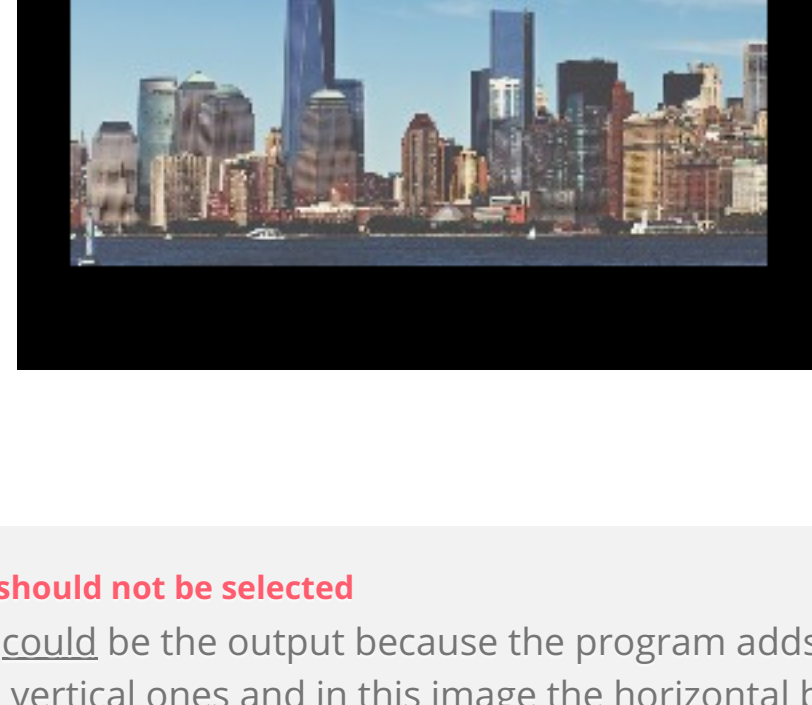 should not be selected
could be the output because the program adds
vertical ones and in this image the horizontal